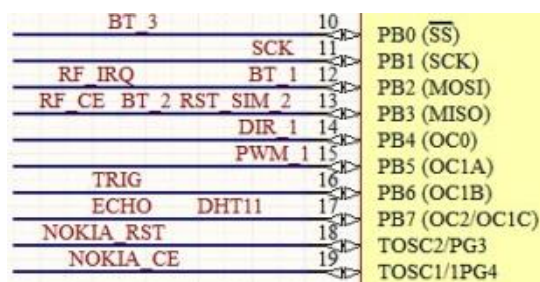 BT_3 10 PB0 (SS)
SCK 11 PB1 (SCK)
RF_IRQ BT_1 12 PB2 (MOSI)
RF_CE BT_2 RST_SIM_2 13 PB3 (MISO)
DIR_1 14 PB4 (OC0)
PWM_1 15 PB5 (OC1A)
TRIG 16 PB6 (OC1B)
ECHO DHT11 17 PB7 (OC2/OC1C)
NOKIA_RST 18 TOSC2/PG3
NOKIA_CE 19 TOSC1/1PG4